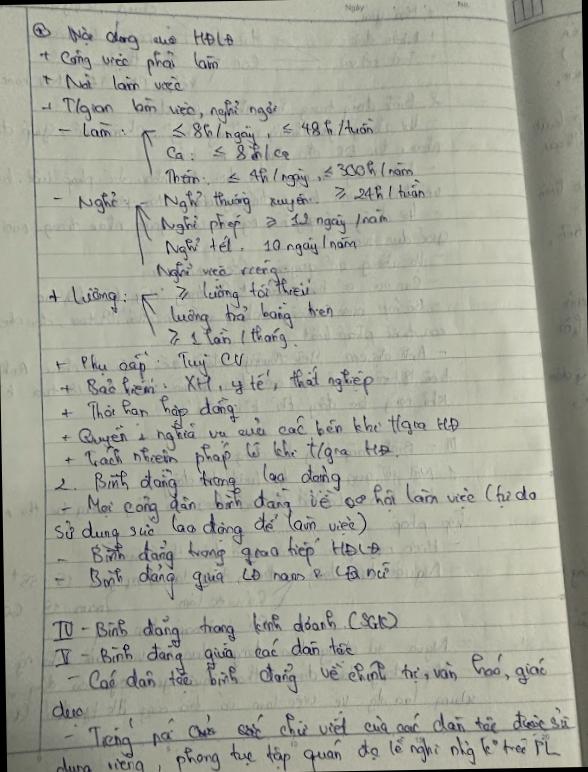 Ngày No.
* Nội dung của HĐLĐ
+ Công việc phải làm
+ Nơi làm việc
+ T/gian làm việc, nghỉ ngơi
- Làm: ≤ 8h/ngày, ≤ 48h/tuần
Ca: ≤ 8h/ca
Thêm: ≤ 4h/ngày, ≤ 300h/năm
- Nghỉ: - Nghỉ thường xuyên: ≥ 24h/tuần
Nghỉ phép ≥ 12 ngày/năm
Nghỉ tết: 10 ngày/năm
Nghỉ việc riêng
+ Lương: ≥ lương tối thiểu
lương trả bằng tiền
≥ 1 lần/tháng.
+ Phụ cấp: Tuỳ CV
+ Bảo hiểm: XH, y tế, thất nghiệp
+ Thời hạn hợp đồng
+ Quyền + nghĩa vụ của các bên khi t/gia HĐ
+ Trách nhiệm pháp lí khi t/gia HĐ.
2. Bình đẳng trong lao động
- Mọi công dân bình đẳng về cơ hội làm việc (tự do
sử dụng sức lao động để làm việc)
- Bình đẳng trong giao tiếp HĐLĐ
- Bình đẳng giữa LĐ nam & LĐ nữ
IV - Bình đẳng trong kinh doanh (SGK)
V - Bình đẳng giữa các dân tộc
- Các dân tộc bình đẳng về chính trị, văn hoá, giáo
dục
- Tiếng nói chữ viết của các dân tộc được sử
dụng riêng, phong tục tập quán đa lễ nghi nhg k° trái PL